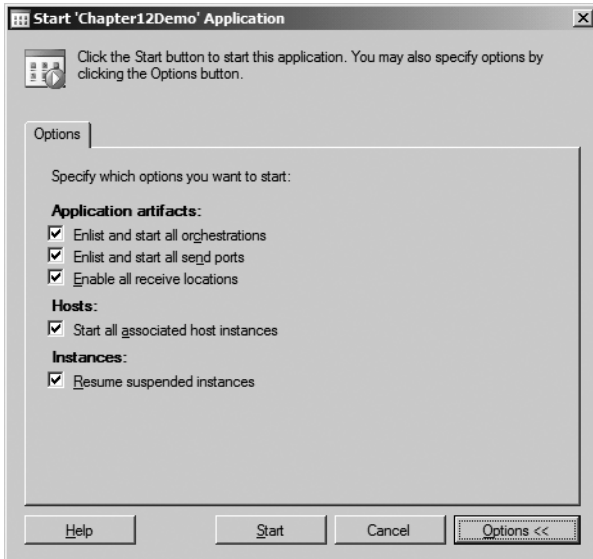 Start 'Chapter12Demo' Application
Click the Start button to start this application. You may also specify options by
clicking the Options button.
Options
Specify which options you want to start:
Application artifacts:
Enlist and start all orchestrations
Enlist and start all send ports
Enable all receive locations
Hosts:
Start all associated host instances
Instances:
Resume suspended instances
Help
Start
Cancel
Options <<